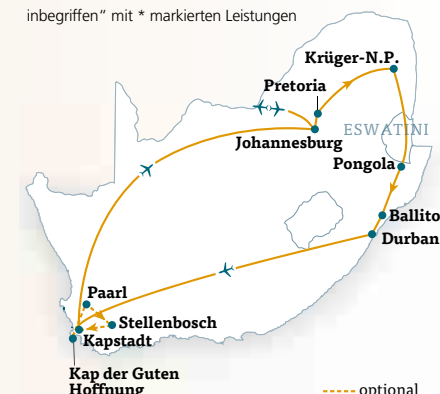 inbegriffen” mit * markierten Leistungen
Krüger-N.P.
Pretoria
ESWATINI
Johannesburg
Pongola
Ballito
Durban
Paarl
Stellenbosch
Kapstadt
Kap der Guten
Hoffnung
optional